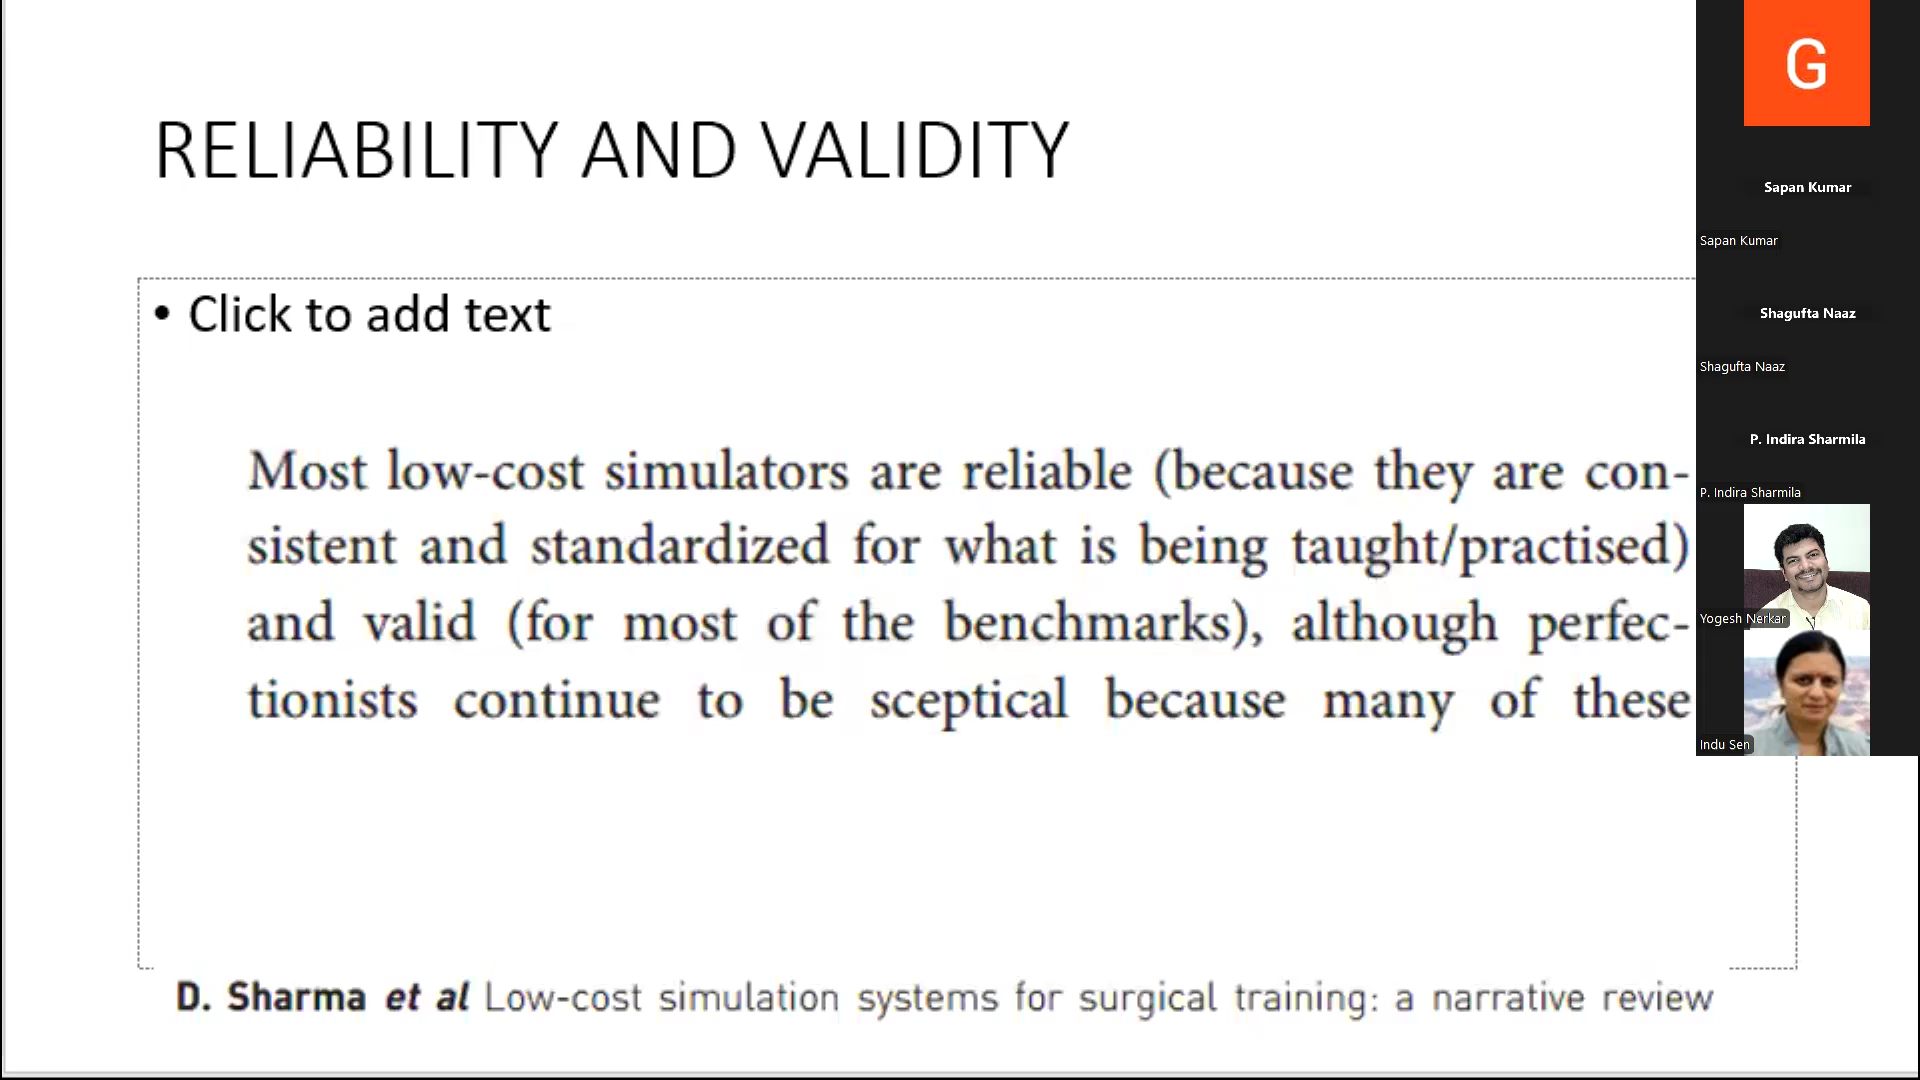 RELIABILITY AND VALIDITY
• Click to add text
Most low-cost simulators are reliable (because they are con-
sistent and standardized for what is being taught/practised)
and valid (for most of the benchmarks), although perfec-
tionists continue to be sceptical because many of these
D. Sharma et al Low-cost simulation systems for surgical training: a narrative review
G
Sapan Kumar
Sapan Kumar
Shagufta Naaz
Shagufta Naaz
P. Indira Sharmila
P. Indira Sharmila
Yogesh Nerkar
Indu Sen